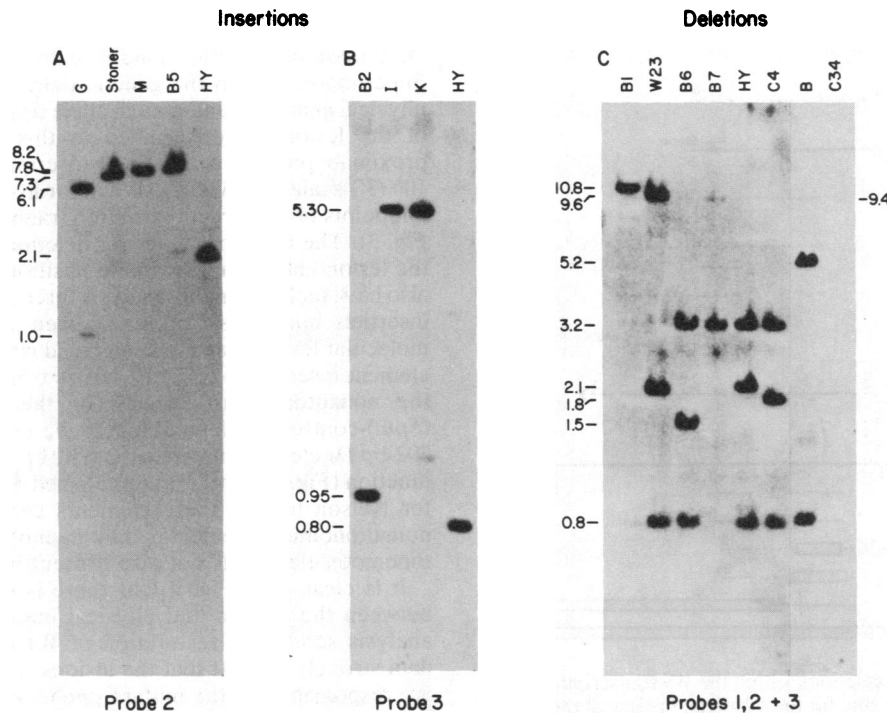 Insertions
Deletions
A
G
Stoner
M
B5
HY
8.2
7.8
7.3
6.1
2.1
1.0
Probe 2
B
B2
I
K
HY
5.30
0.95
0.80
Probe 3
C
B1
W23
B6
B7
HY
C4
B
C34
10.8
9.6
9.4
5.2
3.2
2.1
1.8
1.5
0.8
Probes 1, 2 + 3